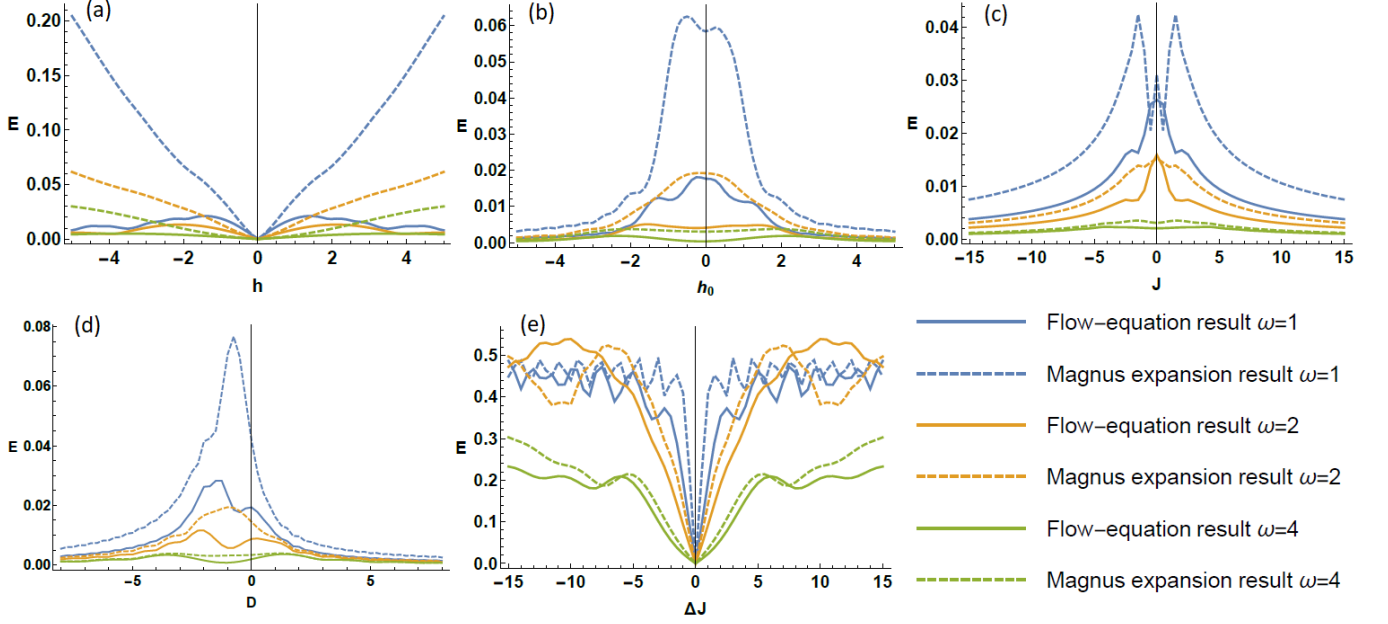 (a)
0.20
0.15
E
0.10
0.05
0.00
−4 −2 0 2 4
h
(b)
0.06
0.05
0.04
E
0.03
0.02
0.01
0.00
−4 −2 0 2 4
h₀
(c)
0.04
0.03
E
0.02
0.01
0.00
−15 −10 −5 0 5 10 15
J
(d)
0.08
0.06
E
0.04
0.02
0.00
−5 0 5
D
(e)
0.5
0.4
0.3
E
0.2
0.1
0.0
−15 −10 −5 0 5 10 15
ΔJ
Flow−equation result ω=1
Magnus expansion result ω=1
Flow−equation result ω=2
Magnus expansion result ω=2
Flow−equation result ω=4
Magnus expansion result ω=4